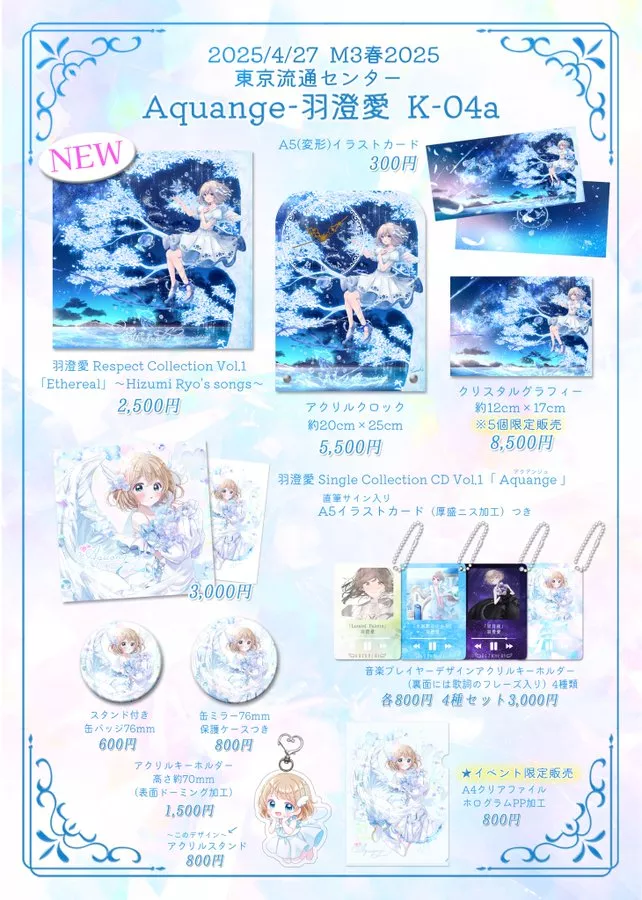 2025/4/27 M3春2025
東京流通センター
Aquange-羽澄愛 K-04a
NEW
A5(変形)イラストカード
300円
羽澄愛 Respect Collection Vol.1
「Ethereal」～Hizumi Ryo's songs～
2,500円
アクリルクロック
約20cm×25cm
5,500円
クリスタルグラフィー
約12cm×17cm
※5個限定販売
8,500円
アクアンジュ
羽澄愛 Single Collection CD Vol.1「 Aquange 」
直筆サイン入り
A5イラストカード（厚盛ニス加工）つき
3,000円
音楽プレイヤーデザインアクリルキーホルダー
（裏面には歌詞のフレーズ入り）4種類
各800円 4種セット3,000円
スタンド付き
缶バッジ76mm
600円
缶ミラー76mm
保護ケースつき
800円
アクリルキーホルダー
高さ約70mm
（表面ドーミング加工）
1,500円
～このデザイン～
アクリルスタンド
800円
★イベント限定販売
A4クリアファイル
ホログラムPP加工
800円